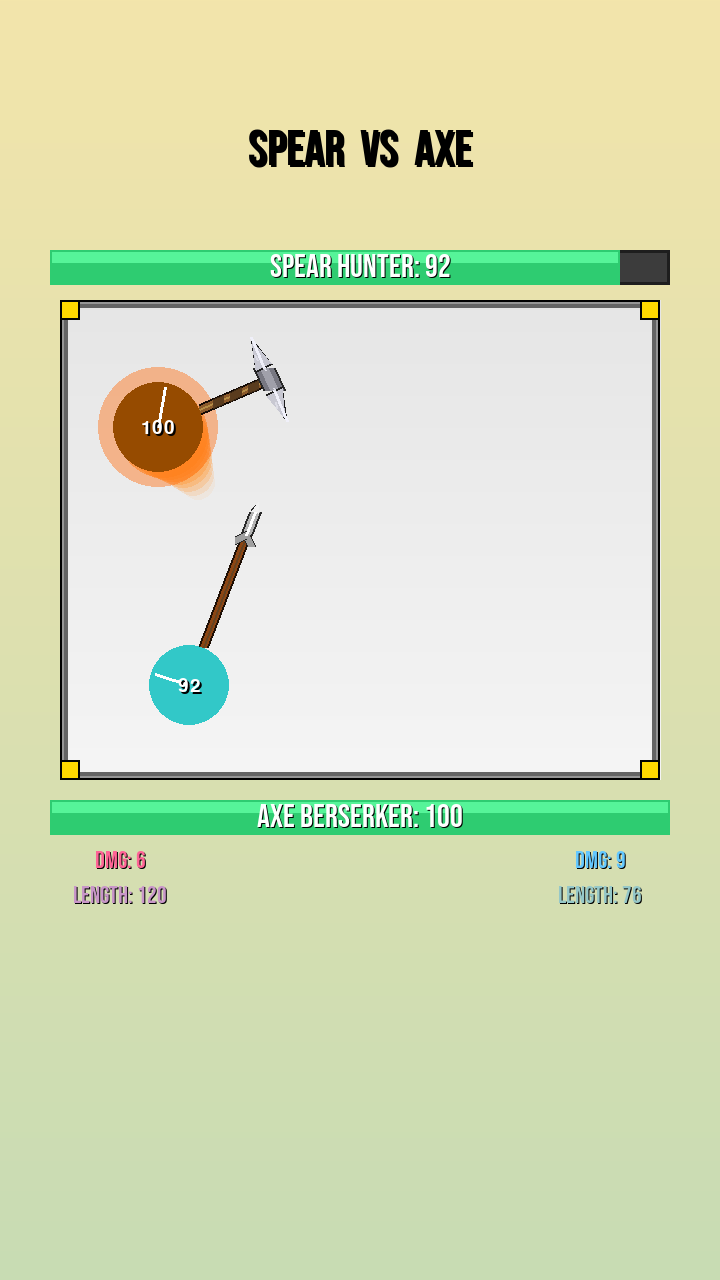 SPEAR VS AXE
SPEAR HUNTER: 92
100
92
AXE BERSERKER: 100
DMG: 6
DMG: 9
LENGTH: 120
LENGTH: 76